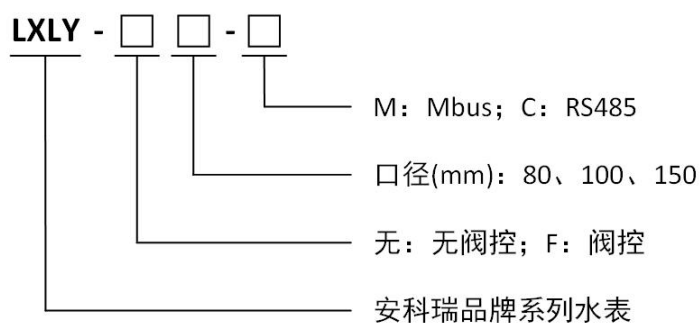 LXLY - □ □ - □
M：Mbus；C：RS485
口径(mm)：80、100、150
无：无阀控；F：阀控
安科瑞品牌系列水表